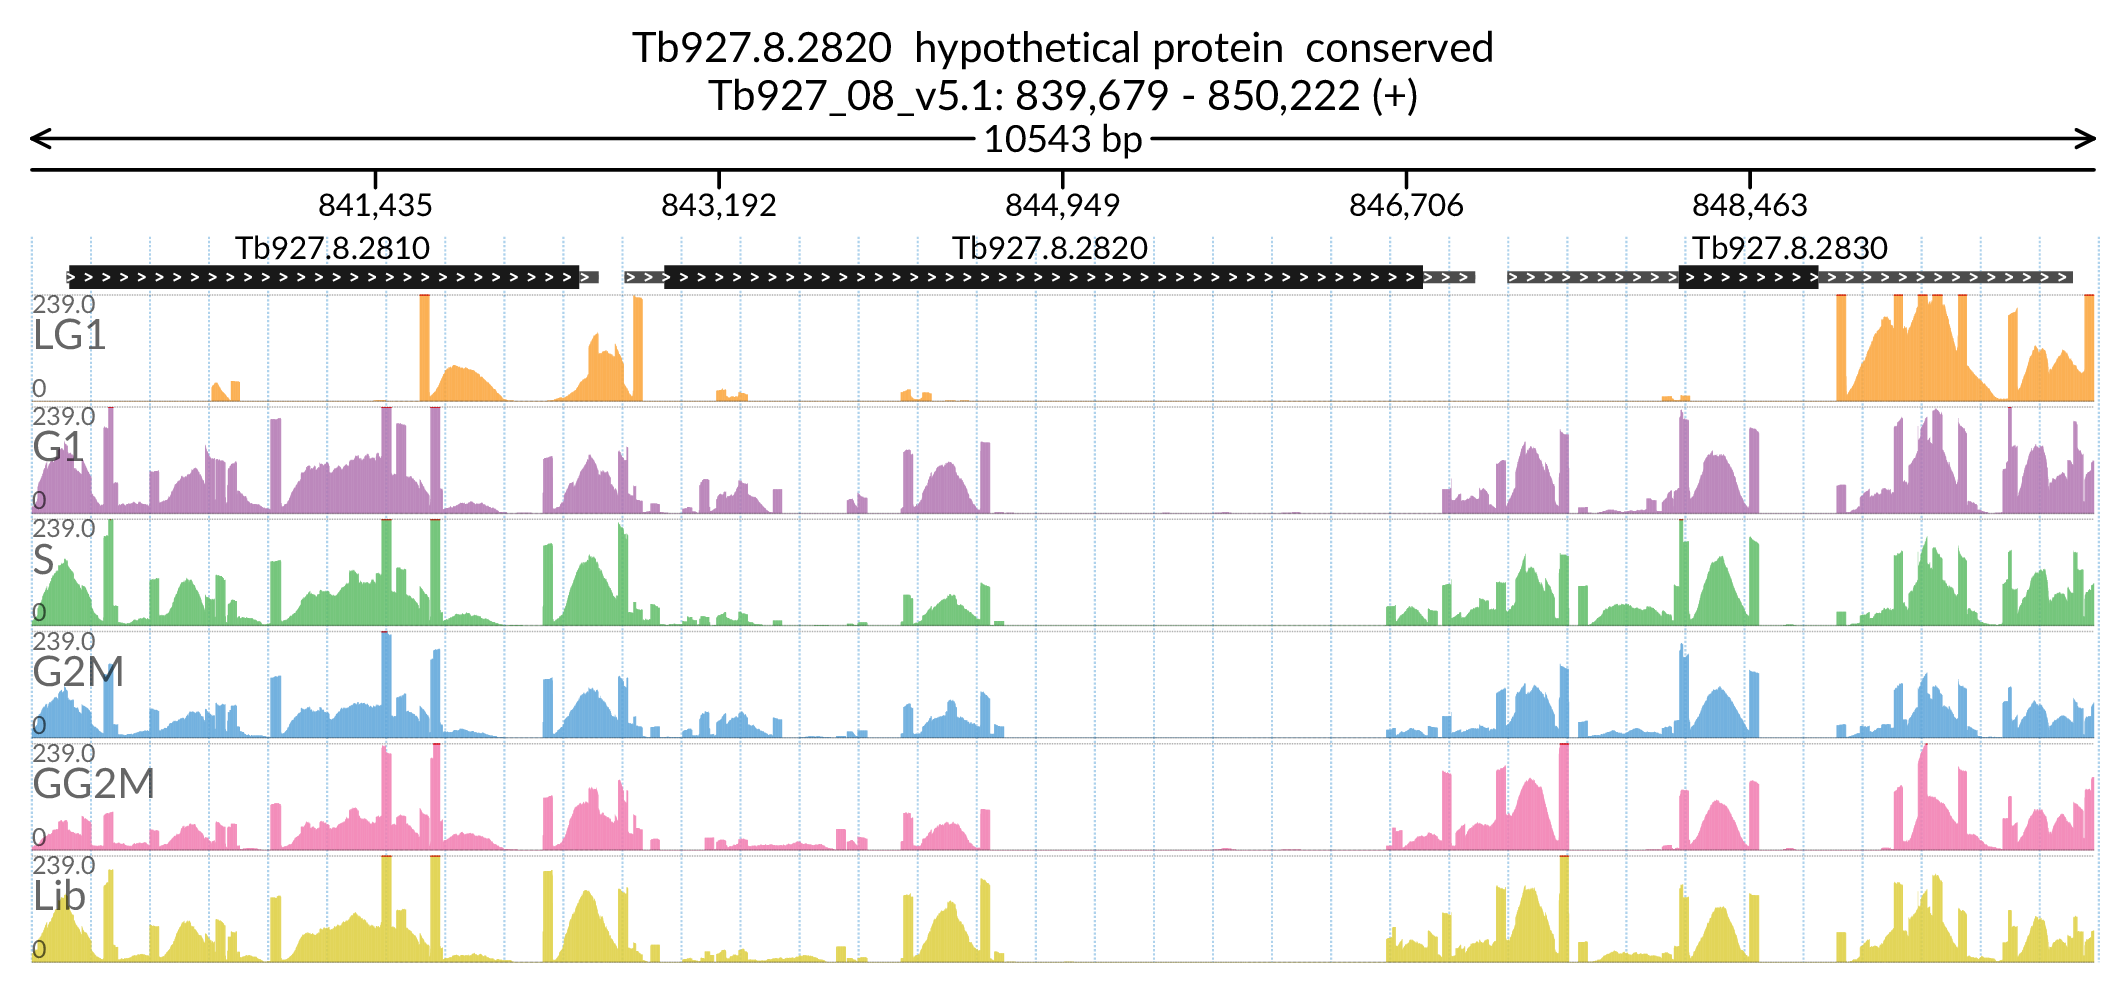 Tb927.8.2820 hypothetical protein conserved
Tb927_08_v5.1: 839,679 - 850,222 (+)
10543 bp
841,435 843,192 844,949 846,706 848,463
Tb927.8.2810 Tb927.8.2820 Tb927.8.2830
239.0
LG1
0
239.0
G1
0
239.0
S
0
239.0
G2M
0
239.0
GG2M
0
239.0
Lib
0